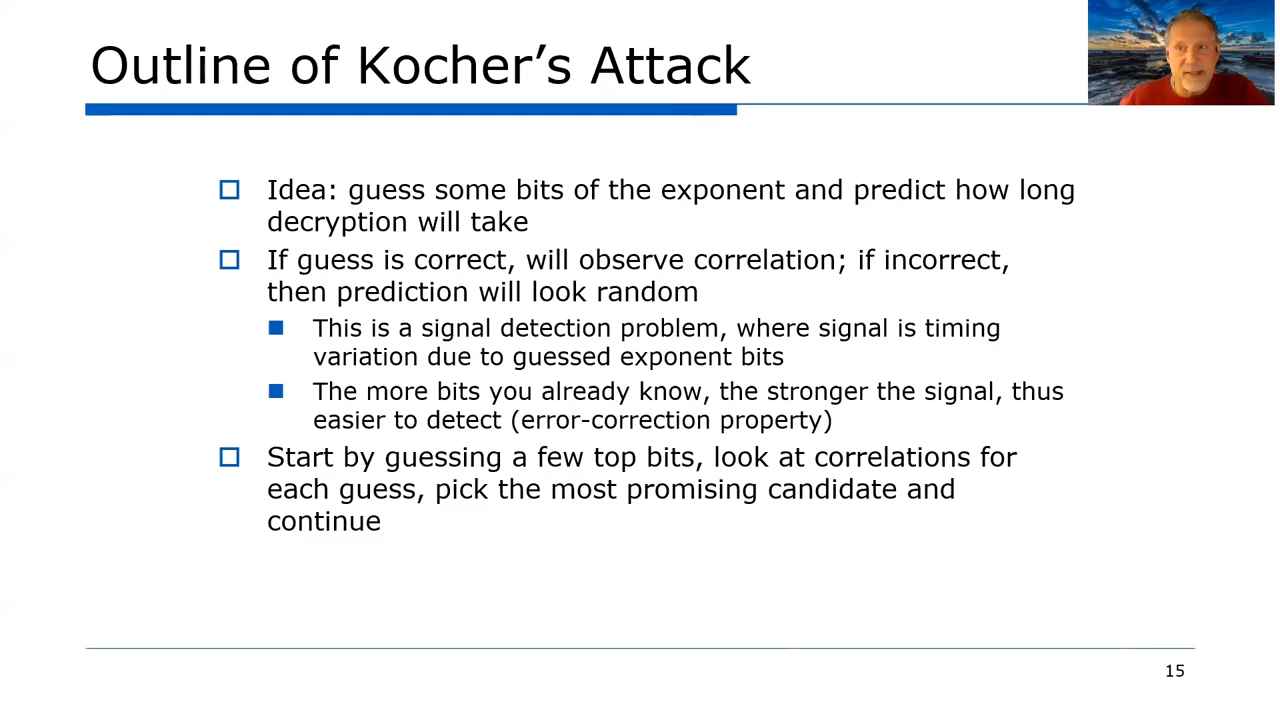 Outline of Kocher’s Attack
Idea: guess some bits of the exponent and predict how long
decryption will take
If guess is correct, will observe correlation; if incorrect,
then prediction will look random
This is a signal detection problem, where signal is timing
variation due to guessed exponent bits
The more bits you already know, the stronger the signal, thus
easier to detect (error-correction property)
Start by guessing a few top bits, look at correlations for
each guess, pick the most promising candidate and
continue
15